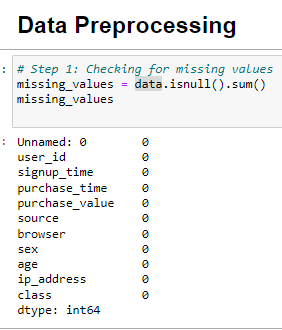 Data Preprocessing
: # Step 1: Checking for missing values
missing_values = data.isnull().sum()
missing_values
: Unnamed: 0 0
user_id 0
signup_time 0
purchase_time 0
purchase_value 0
source 0
browser 0
sex 0
age 0
ip_address 0
class 0
dtype: int64